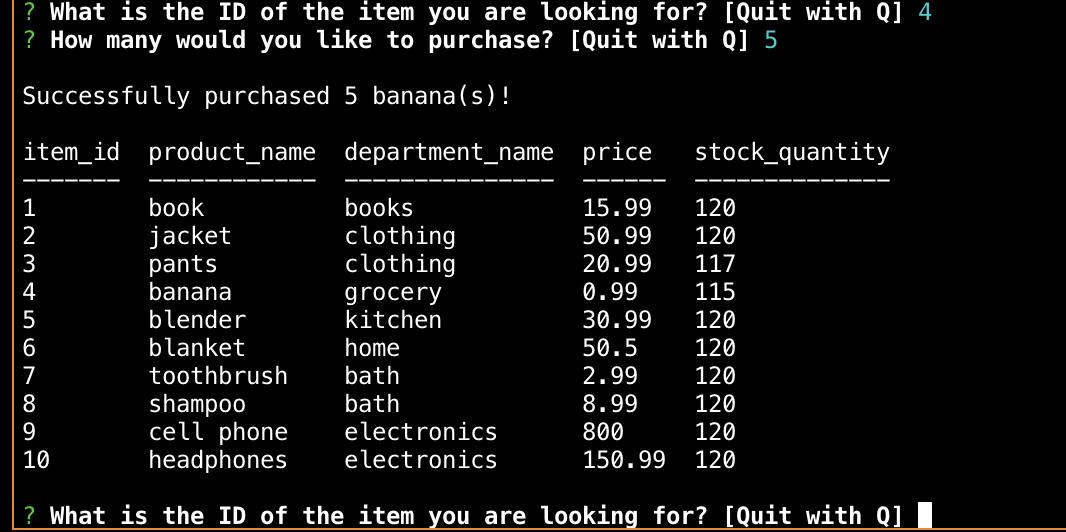 ? What is the ID of the item you are looking for? [Quit with Q] 4
? How many would you like to purchase? [Quit with Q] 5
Successfully purchased 5 banana(s)!
item_id  product_name  department_name  price   stock_quantity
-------  ------------  ---------------  ------  --------------
1        book          books            15.99   120
2        jacket        clothing         50.99   120
3        pants         clothing         20.99   117
4        banana        grocery          0.99    115
5        blender       kitchen          30.99   120
6        blanket       home             50.5    120
7        toothbrush    bath             2.99    120
8        shampoo       bath             8.99    120
9        cell phone    electronics      800     120
10       headphones    electronics      150.99  120
? What is the ID of the item you are looking for? [Quit with Q]